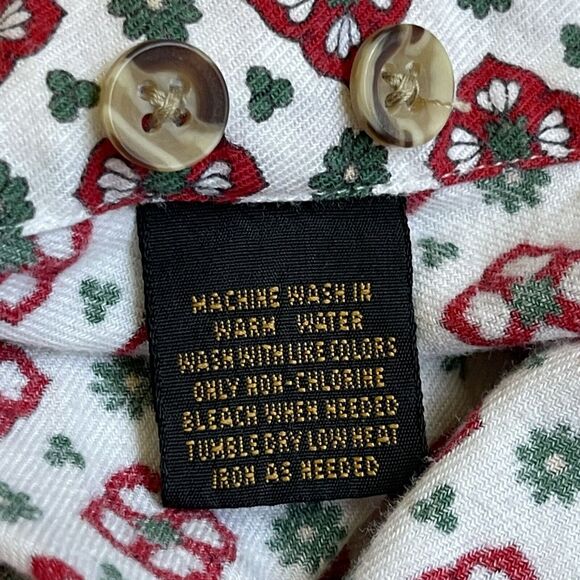 MACHINE WASH IN
WARM WATER
WASH WITH LIKE COLORS
ONLY NON-CHLORINE
BLEACH WHEN NEEDED
TUMBLE DRY LOW HEAT
IRON AS NEEDED